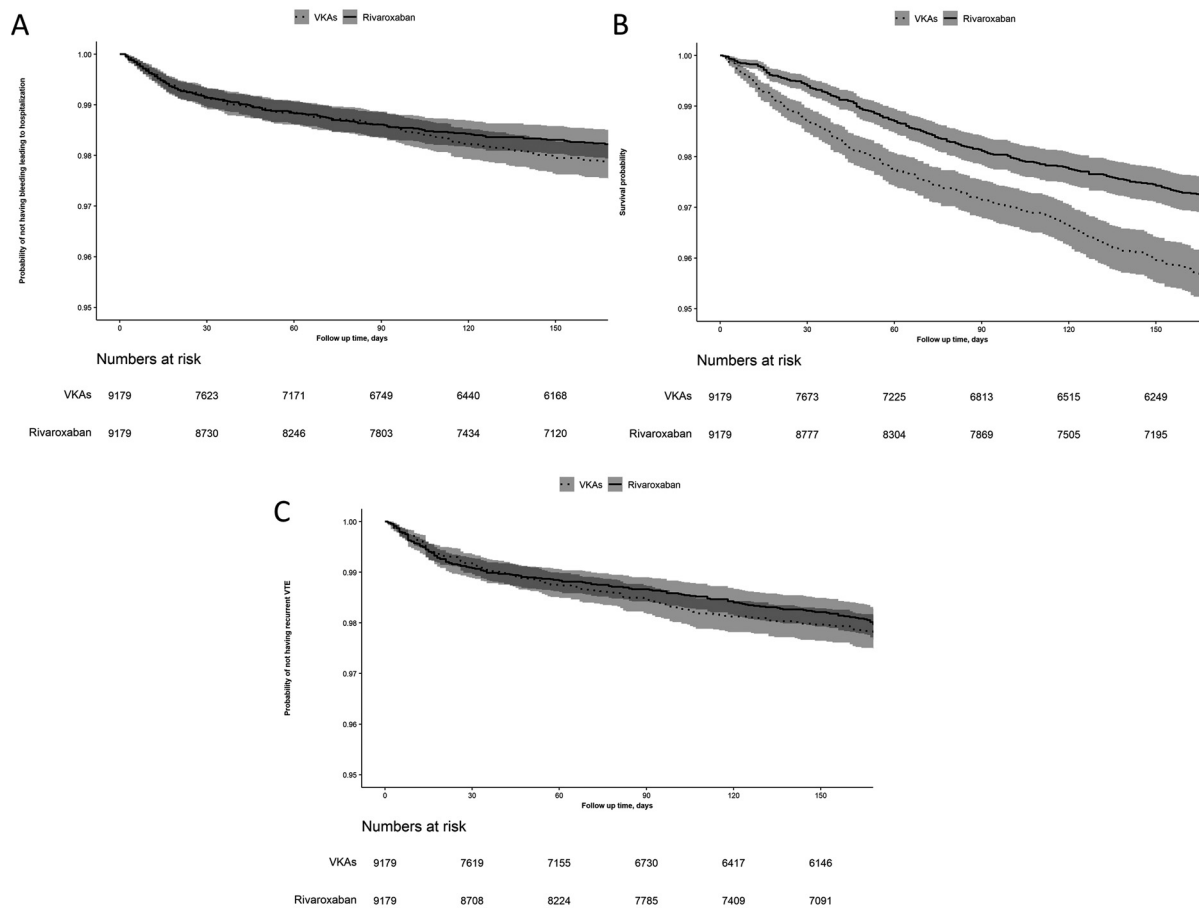 A
VKAs Rivaroxaban
Probability of not having bleeding leading to hospitalization
1.00
0.99
0.98
0.97
0.96
0.95
0 30 60 90 120 150
Follow up time, days
Numbers at risk
VKAs 9179 7623 7171 6749 6440 6168
Rivaroxaban 9179 8730 8246 7803 7434 7120
B
VKAs Rivaroxaban
Survival probability
1.00
0.99
0.98
0.97
0.96
0.95
0 30 60 90 120 150
Follow up time, days
Numbers at risk
VKAs 9179 7673 7225 6813 6515 6249
Rivaroxaban 9179 8777 8304 7869 7505 7195
C
VKAs Rivaroxaban
Probability of not having recurrent VTE
1.00
0.99
0.98
0.97
0.96
0.95
0 30 60 90 120 150
Follow up time, days
Numbers at risk
VKAs 9179 7619 7155 6730 6417 6146
Rivaroxaban 9179 8708 8224 7785 7409 7091